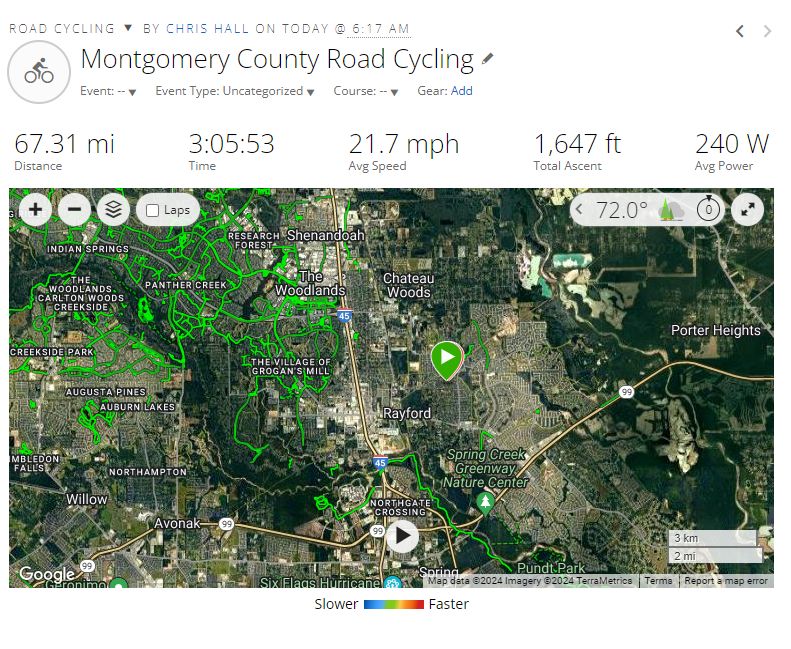 ROAD CYCLING ▼ BY CHRIS HALL ON TODAY @ 6:17 AM
Montgomery County Road Cycling
Event: -- ▼ Event Type: Uncategorized ▼ Course: -- ▼ Gear: Add
67.31 mi 3:05:53 21.7 mph 1,647 ft 240 W
Distance Time Avg Speed Total Ascent Avg Power
+ − Laps 72.0° 0
RESEARCH
FOREST
Shenandoah
INDIAN SPRINGS
THE
WOODLANDS
CARLTON WOODS
CREEKSIDE
PANTHER CREEK
The
Woodlands
Chateau
Woods
45
Porter Heights
CREEKSIDE PARK
THE VILLAGE OF
GROGAN'S MILL
AUGUSTA PINES
AUBURN LAKES
99
Rayford
IMBLEDON
FALLS
NORTHAMPTON
45
Spring Creek
Greenway
Nature Center
Willow
NORTHGATE
CROSSING
Avonak
99
99
3 km
2 mi
99
Google
Geronimo
Six Flags Hurricane
Spring
Pundt Park
Map data ©2024 Imagery ©2024 TerraMetrics Terms Report a map error
Slower Faster